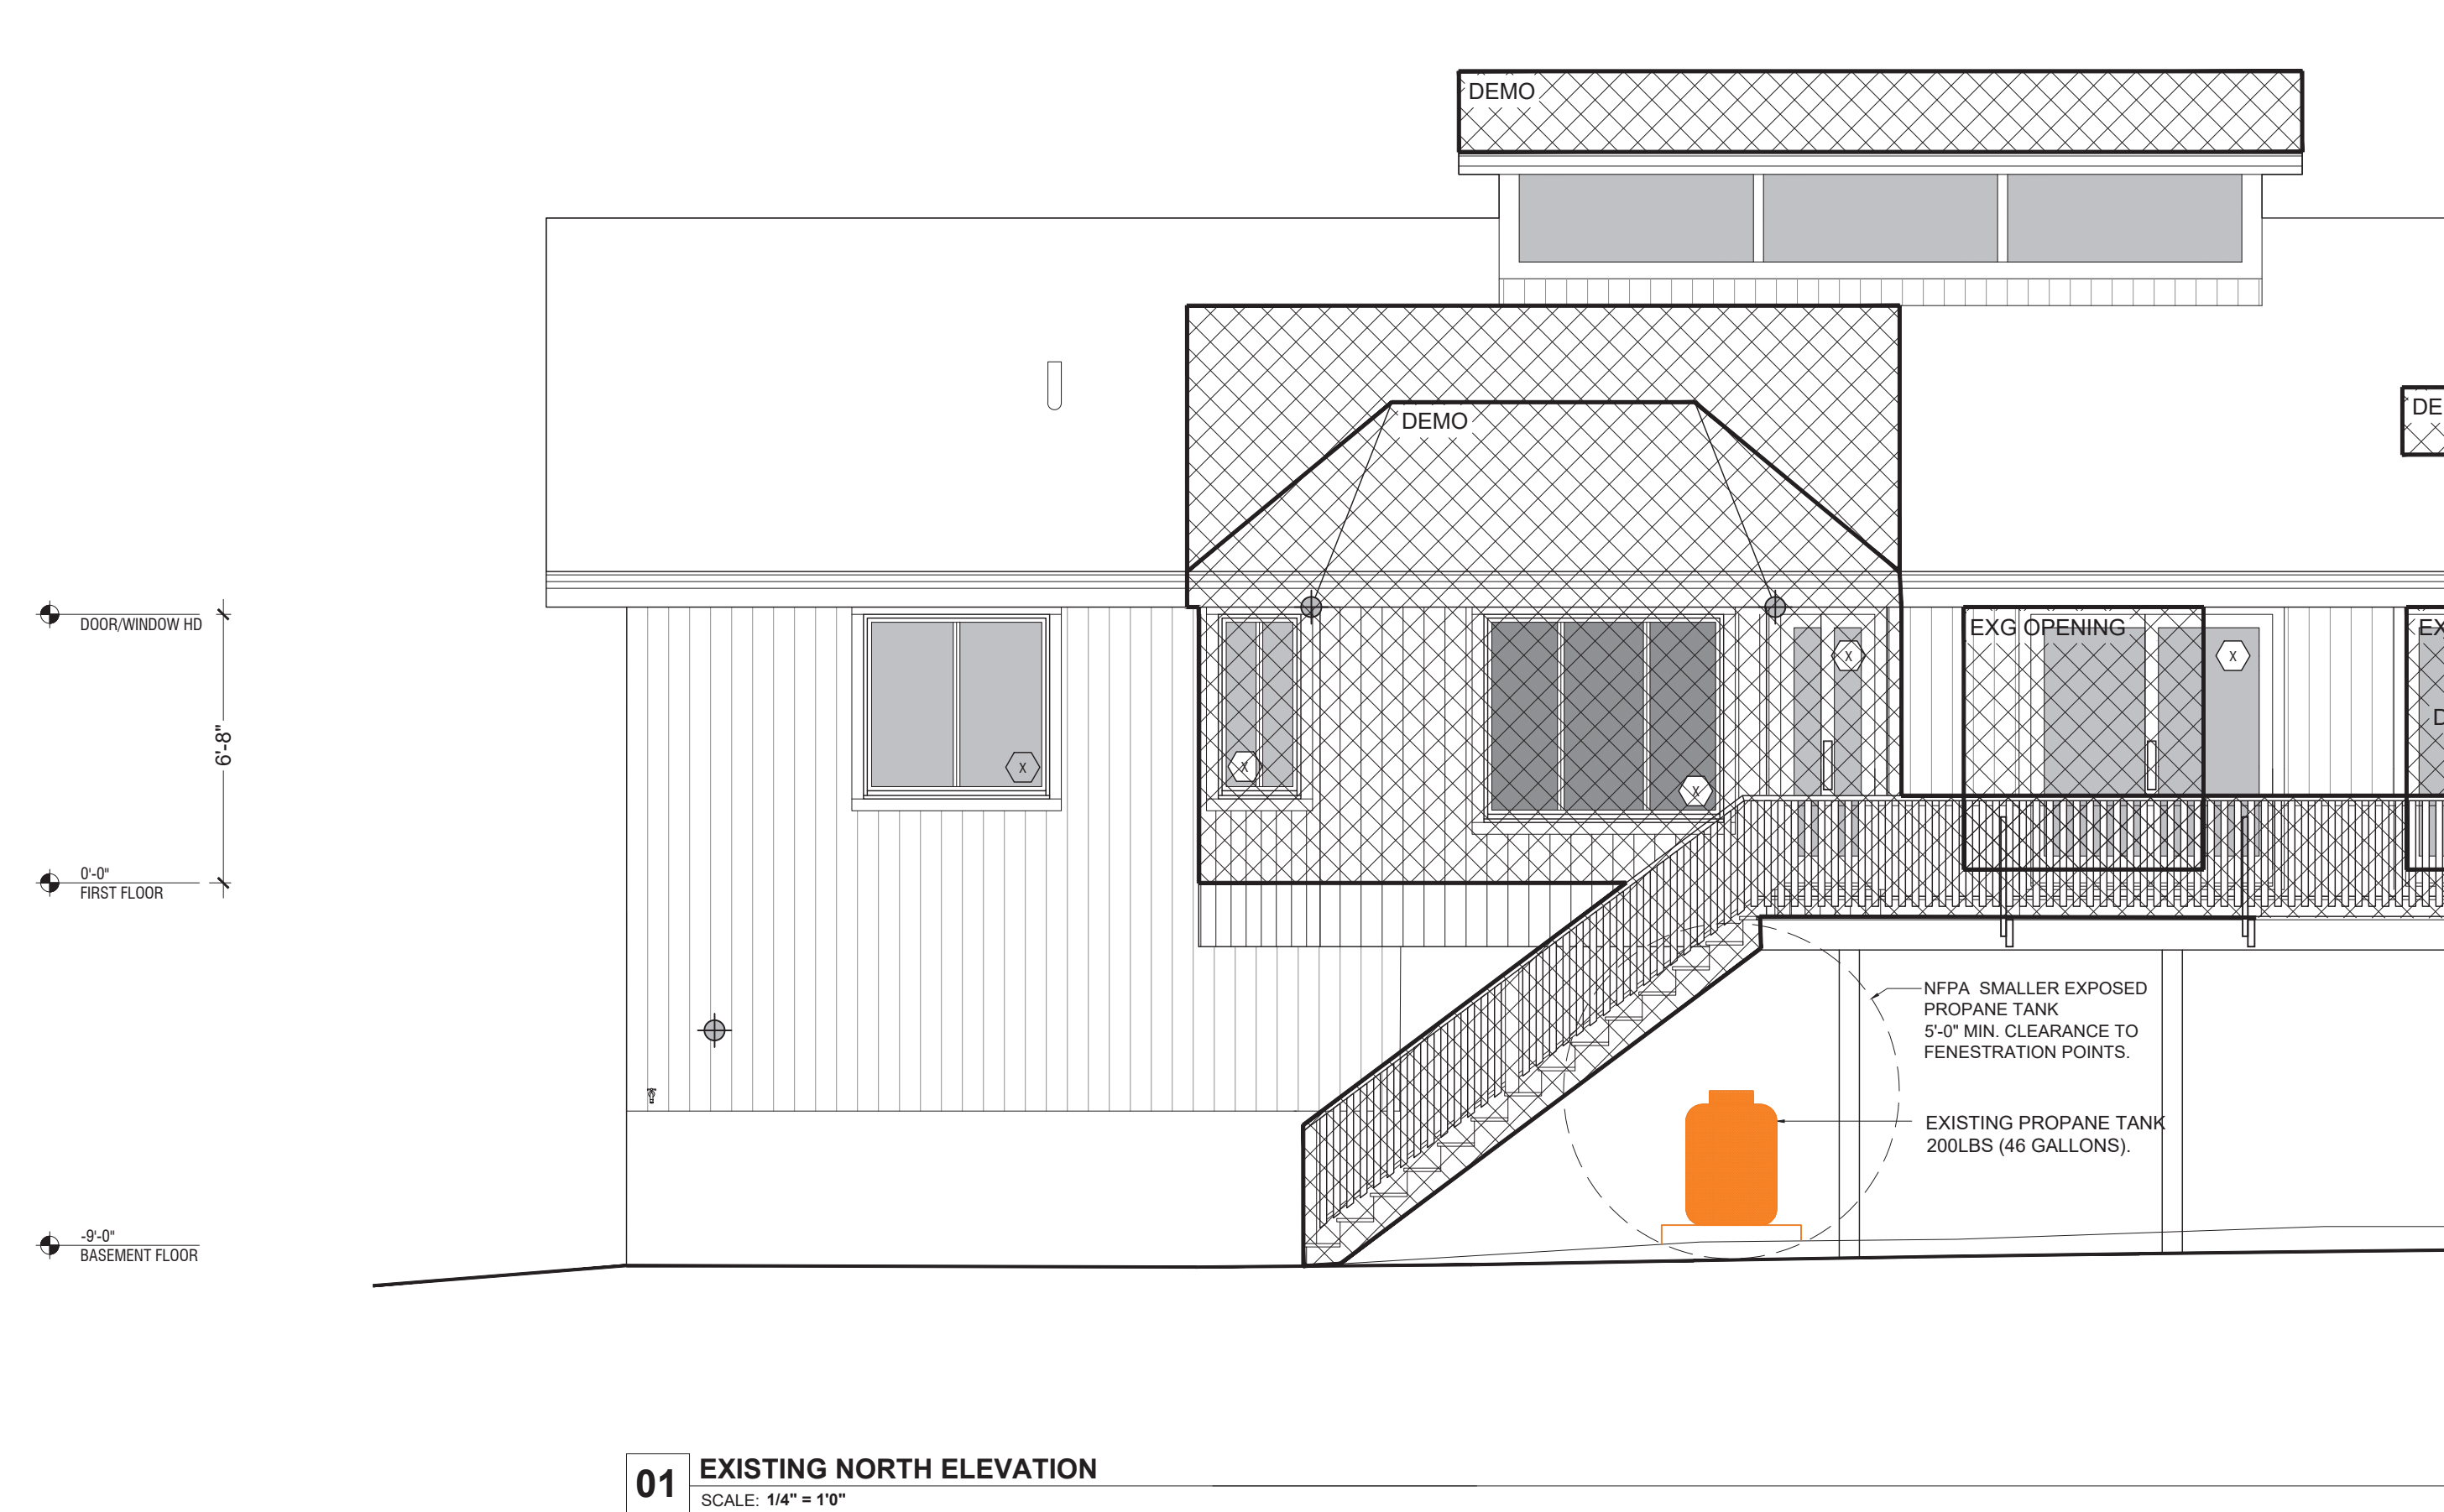 DEMO
DEMO
DE
DOOR/WINDOW HD
EXG OPENING
EX
X
X
X
X
X
D
6'-8"
0'-0"
FIRST FLOOR
NFPA SMALLER EXPOSED
PROPANE TANK
5'-0" MIN. CLEARANCE TO
FENESTRATION POINTS.
EXISTING PROPANE TANK
200LBS (46 GALLONS).
-9'-0"
BASEMENT FLOOR
01
EXISTING NORTH ELEVATION
SCALE: 1/4" = 1'0"